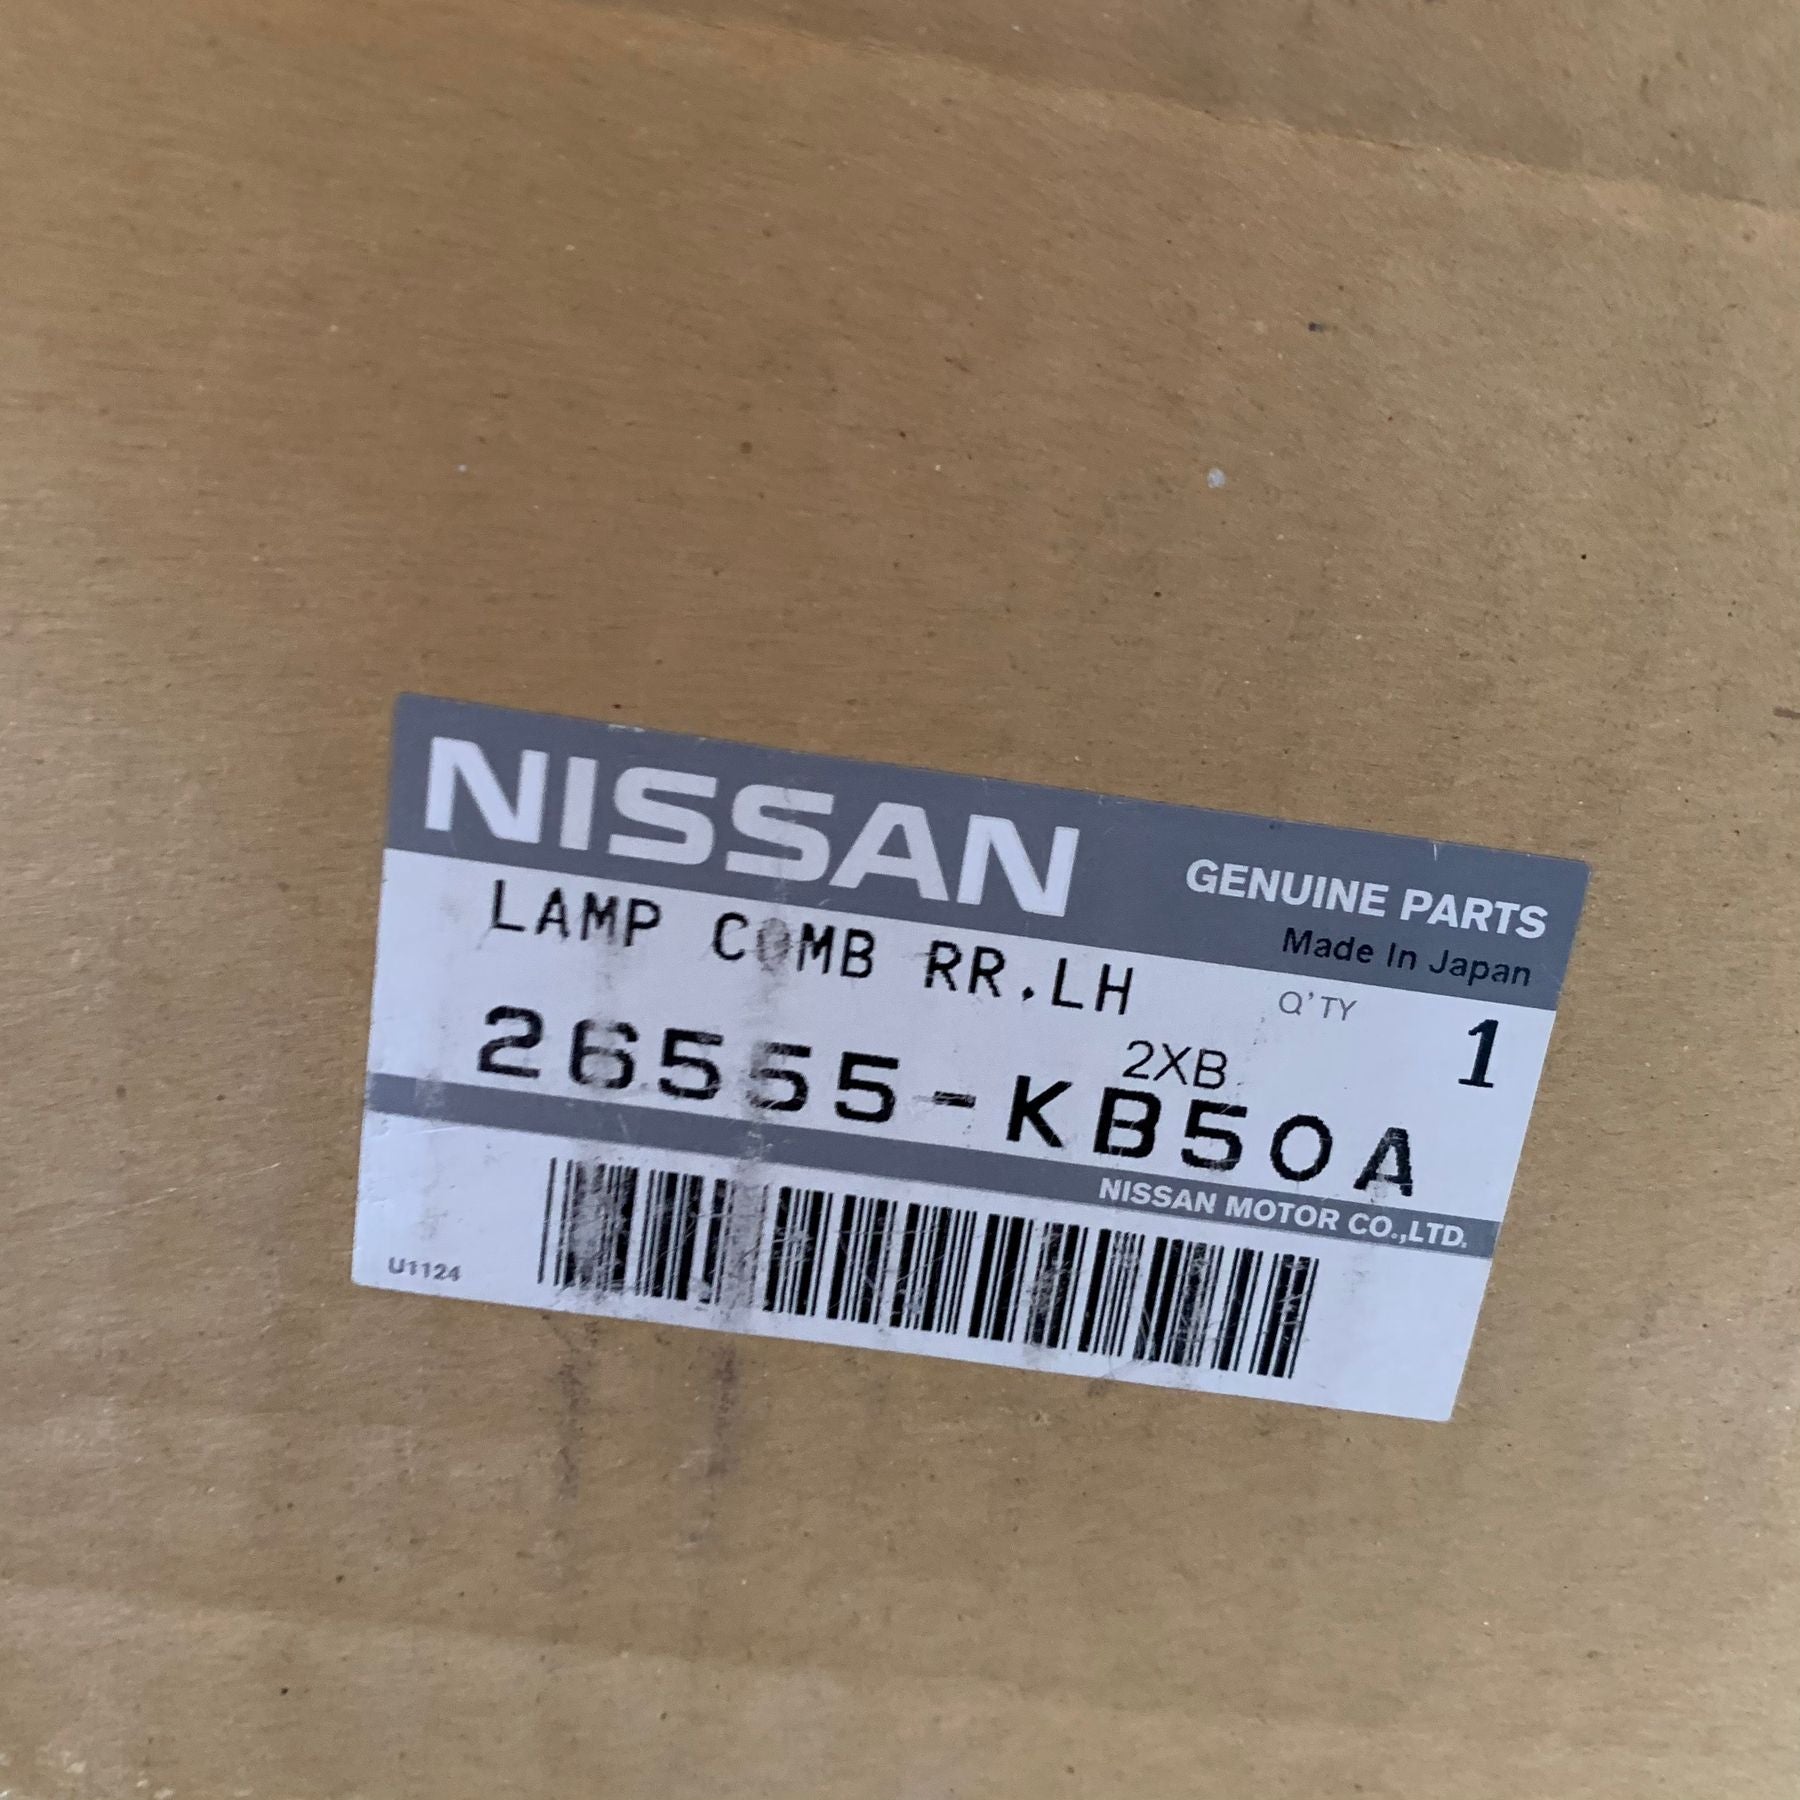 NISSAN
GENUINE PARTS
Made In Japan
LAMP COMB RR.LH
Q'TY
1
2XB
26555-KB50A
NISSAN MOTOR CO.,LTD.
U1124